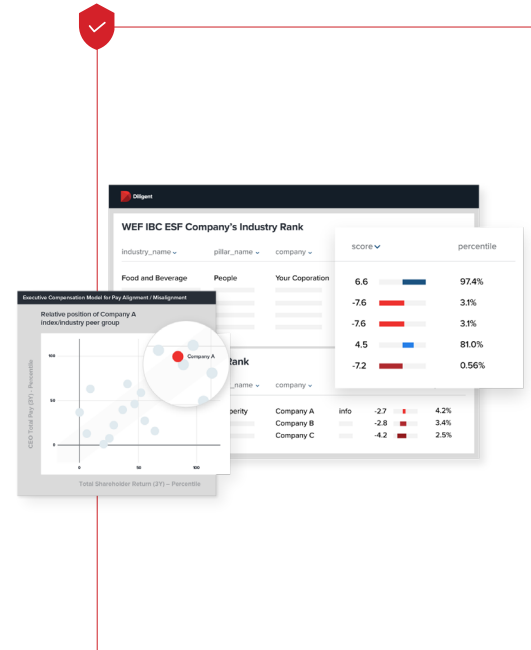 Diligent
WEF IBC ESF Company's Industry Rank
industry_name pillar_name company
Food and Beverage People Your Coporation
score percentile
6.6 97.4%
-7.6 3.1%
-7.6 3.1%
4.5 81.0%
-7.2 0.56%
Executive Compensation Model for Pay Alignment / Misalignment
Relative position of Company A
index/industry peer group
Company A
CEO Total Pay (3Y) - Percentile
100
50
0
0 50 100
Total Shareholder Return (3Y) – Percentile
Rank
_name company
perity Company A info -2.7 4.2%
Company B -2.8 3.4%
Company C -4.2 2.5%